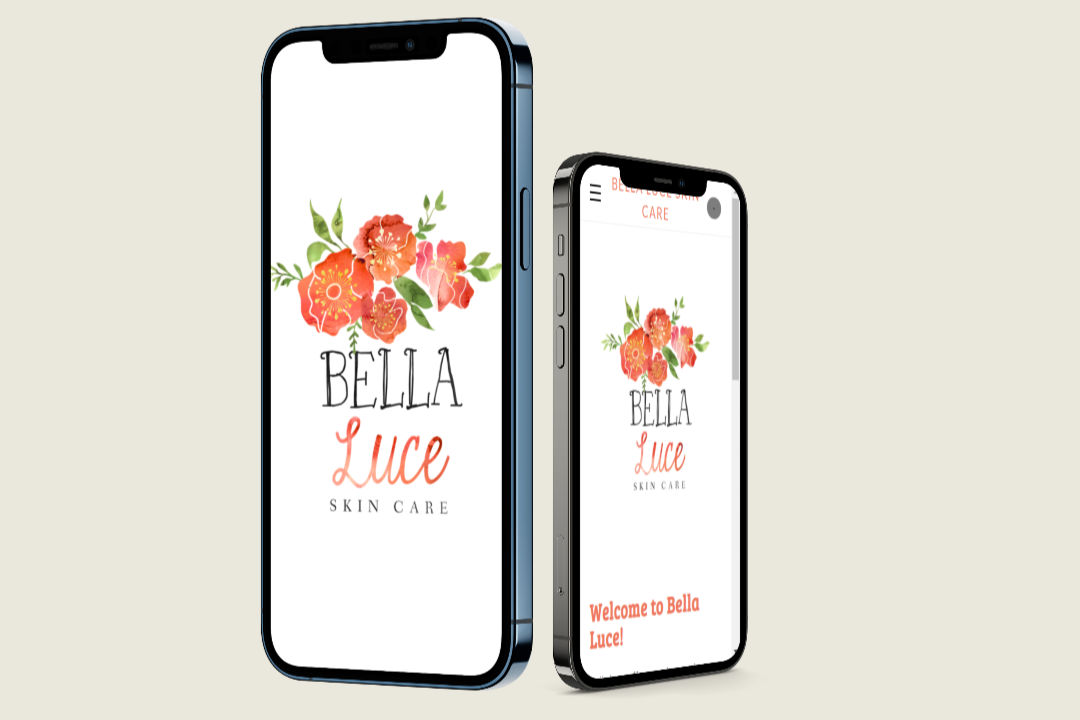 BELLA
Luce
SKIN CARE
BELLA LUCE SKIN
CARE
BELLA
Luce
SKIN CARE
Welcome to Bella
Luce!